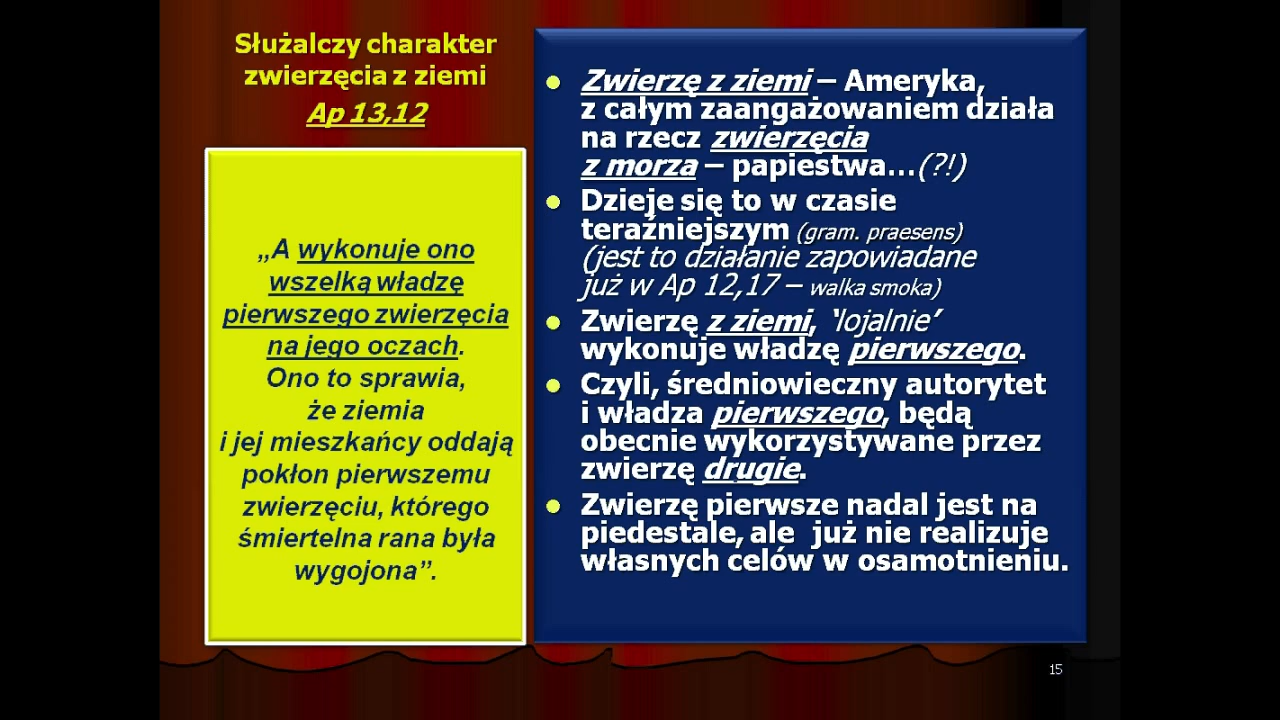 Służalczy charakter
zwierzęcia z ziemi
Ap 13,12
„A wykonuje ono
wszelką władzę
pierwszego zwierzęcia
na jego oczach.
Ono to sprawia,
że ziemia
i jej mieszkańcy oddają
pokłon pierwszemu
zwierzęciu, którego
śmiertelna rana była
wygojona”.
● Zwierzę z ziemi – Ameryka,
z całym zaangażowaniem działa
na rzecz zwierzęcia
z morza – papiestwa...(?!)
● Dzieje się to w czasie
teraźniejszym (gram. praesens)
(jest to działanie zapowiadane
już w Ap 12,17 – walka smoka)
● Zwierzę z ziemi, ‘lojalnie’
wykonuje władzę pierwszego.
● Czyli, średniowieczny autorytet
i władza pierwszego, będą
obecnie wykorzystywane przez
zwierzę drugie.
● Zwierzę pierwsze nadal jest na
piedestale, ale  już nie realizuje
własnych celów w osamotnieniu.
15